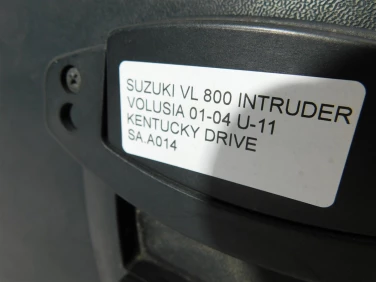 SUZUKI VL 800 INTRUDER
VOLUSIA 01-04 U-11
KENTUCKY DRIVE
SA.A014